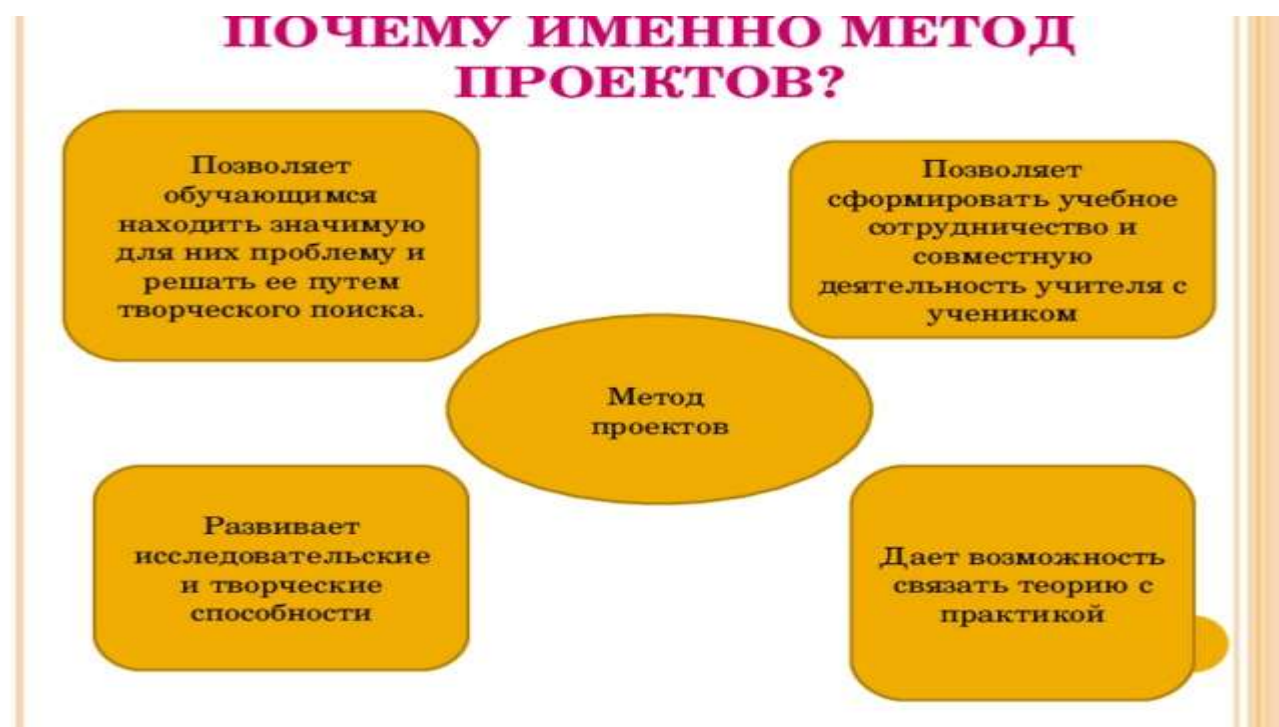 ПОЧЕМУ ИМЕННО МЕТОД
ПРОЕКТОВ?
Позволяет
обучающимся
находить значимую
для них проблему и
решать ее путем
творческого поиска.
Позволяет
сформировать учебное
сотрудничество и
совместную
деятельность учителя с
учеником
Метод
проектов
Развивает
исследовательские
и творческие
способности
Дает возможность
связать теорию с
практикой